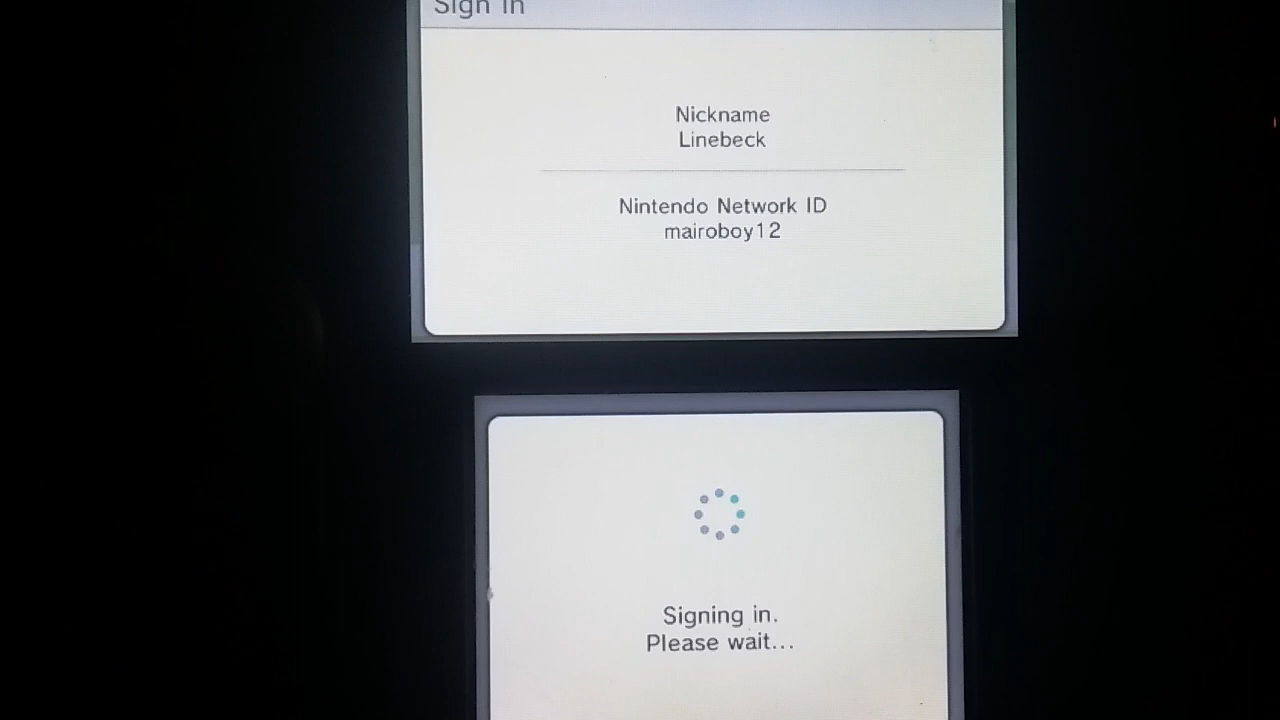 Sign In
Nickname
Linebeck
Nintendo Network ID
mairoboy12
Signing in.
Please wait...